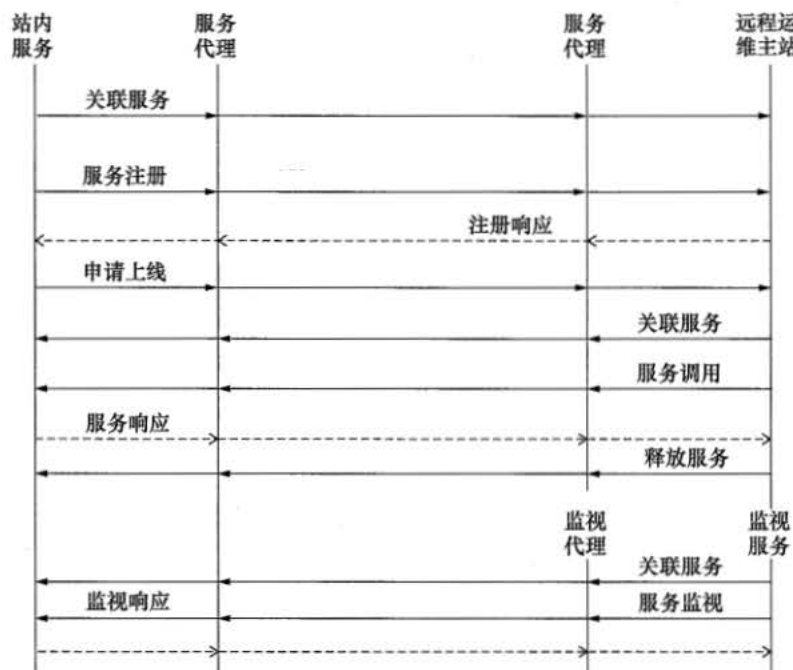 站内
服务
服务
代理
服务
代理
远程运
维主站
关联服务
服务注册
注册响应
申请上线
关联服务
服务调用
服务响应
释放服务
监视
代理
监视
服务
关联服务
监视响应
服务监视